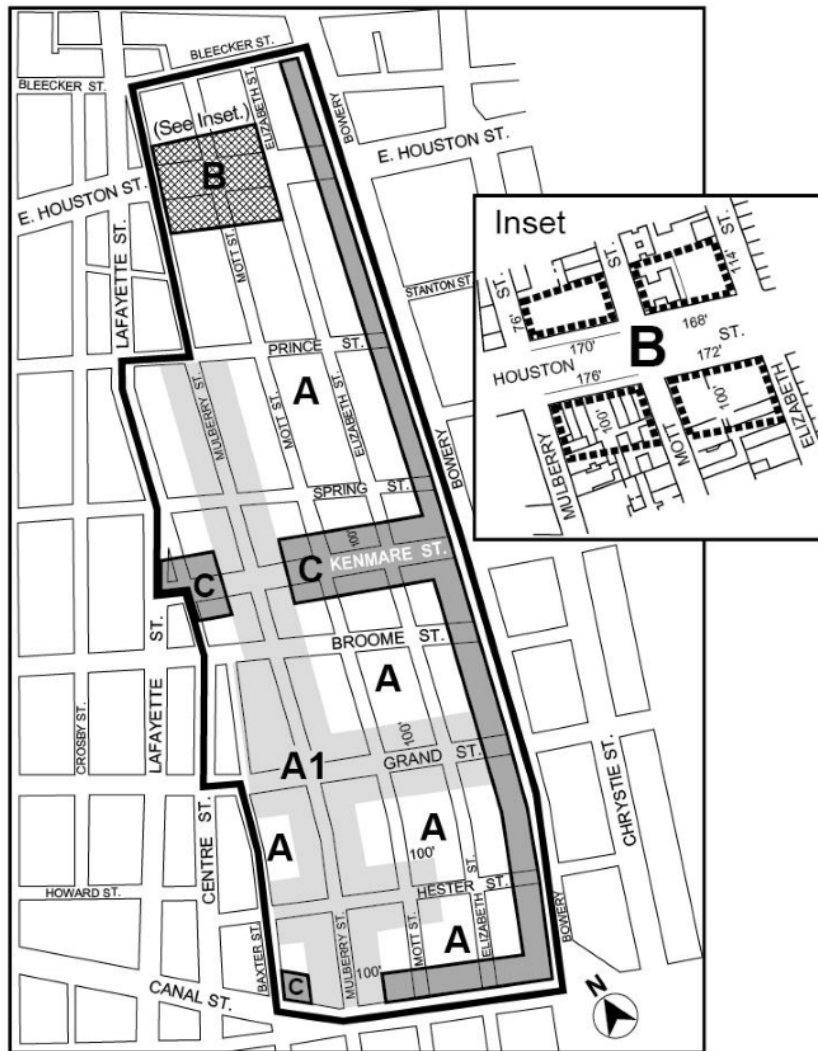 BLEECKER ST.
BLEECKER ST.
(See Inset.)
ELIZABETH ST.
BOWERY
E. HOUSTON ST.
B
E. HOUSTON ST.
LAFAYETTE ST.
MOTT ST.
STANTON ST.
PRINCE ST.
A
MULBERRY ST.
MOTT ST.
ELIZABETH ST.
BOWERY
SPRING ST.
100'
KENMARE ST.
C
C
BROOME ST.
A
LAFAYETTE ST.
CROSBY ST.
100'
GRAND ST.
A1
CHRYSTIE ST.
A
A
100'
CENTRE ST.
HOWARD ST.
HESTER ST.
BAXTER ST.
MULBERRY ST.
MOTT ST.
ELIZABETH ST.
A
BOWERY
C
100'
CANAL ST.
N
Inset
ST.
ST.
ST.
114'
76'
170'
B
168'
HOUSTON ST.
176'
172'
100'
100'
MULBERRY
MOTT
ELIZABETH